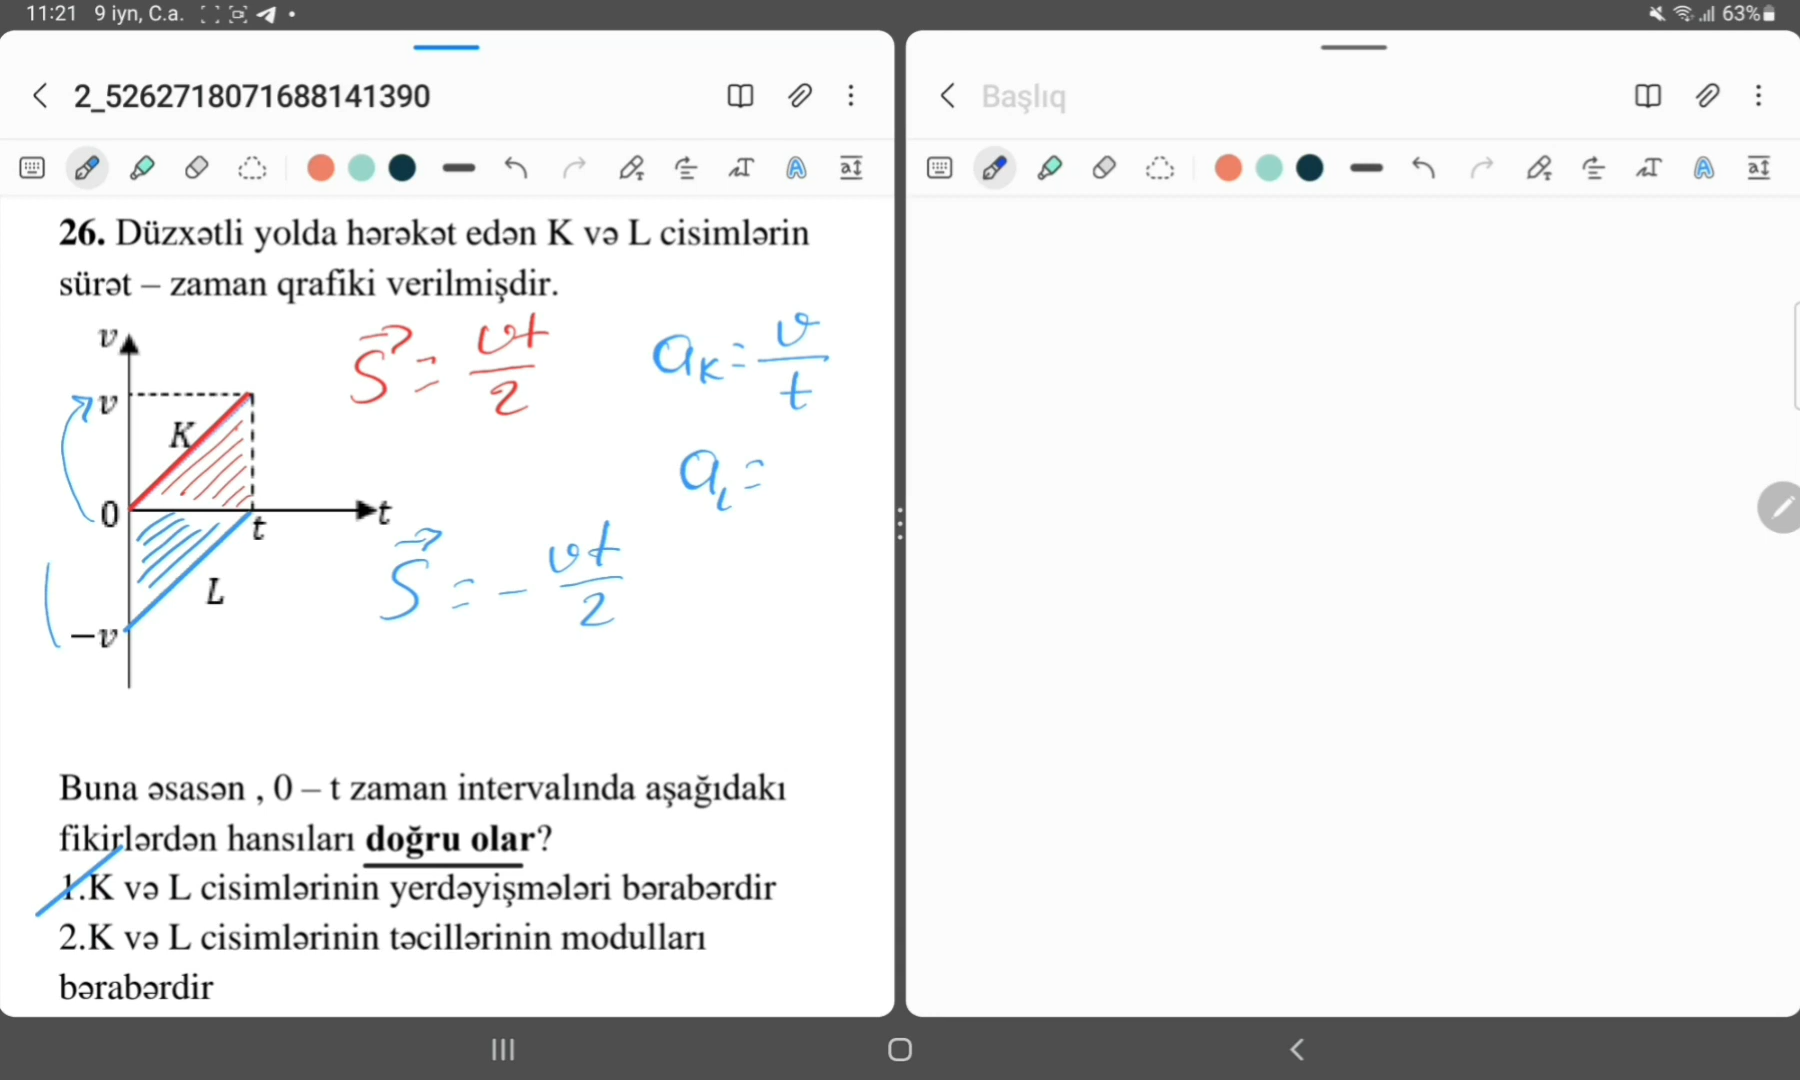 11:21 9 iyn, C.a.
63%
2_5262718071688141390
Başlıq
26. Düzxətli yolda hərəkət edən K və L cisimlərin
sürət – zaman qrafiki verilmişdir.
v
v
K
0
t
t
L
−v
S⃗ = vt/2
a_K = v/t
a_L =
S⃗ = - vt/2
Buna əsasən , 0 – t zaman intervalında aşağıdakı
fikirlərdən hansıları doğru olar?
1.K və L cisimlərinin yerdəyişmələri bərabərdir
2.K və L cisimlərinin təcillərinin modulları
bərabərdir